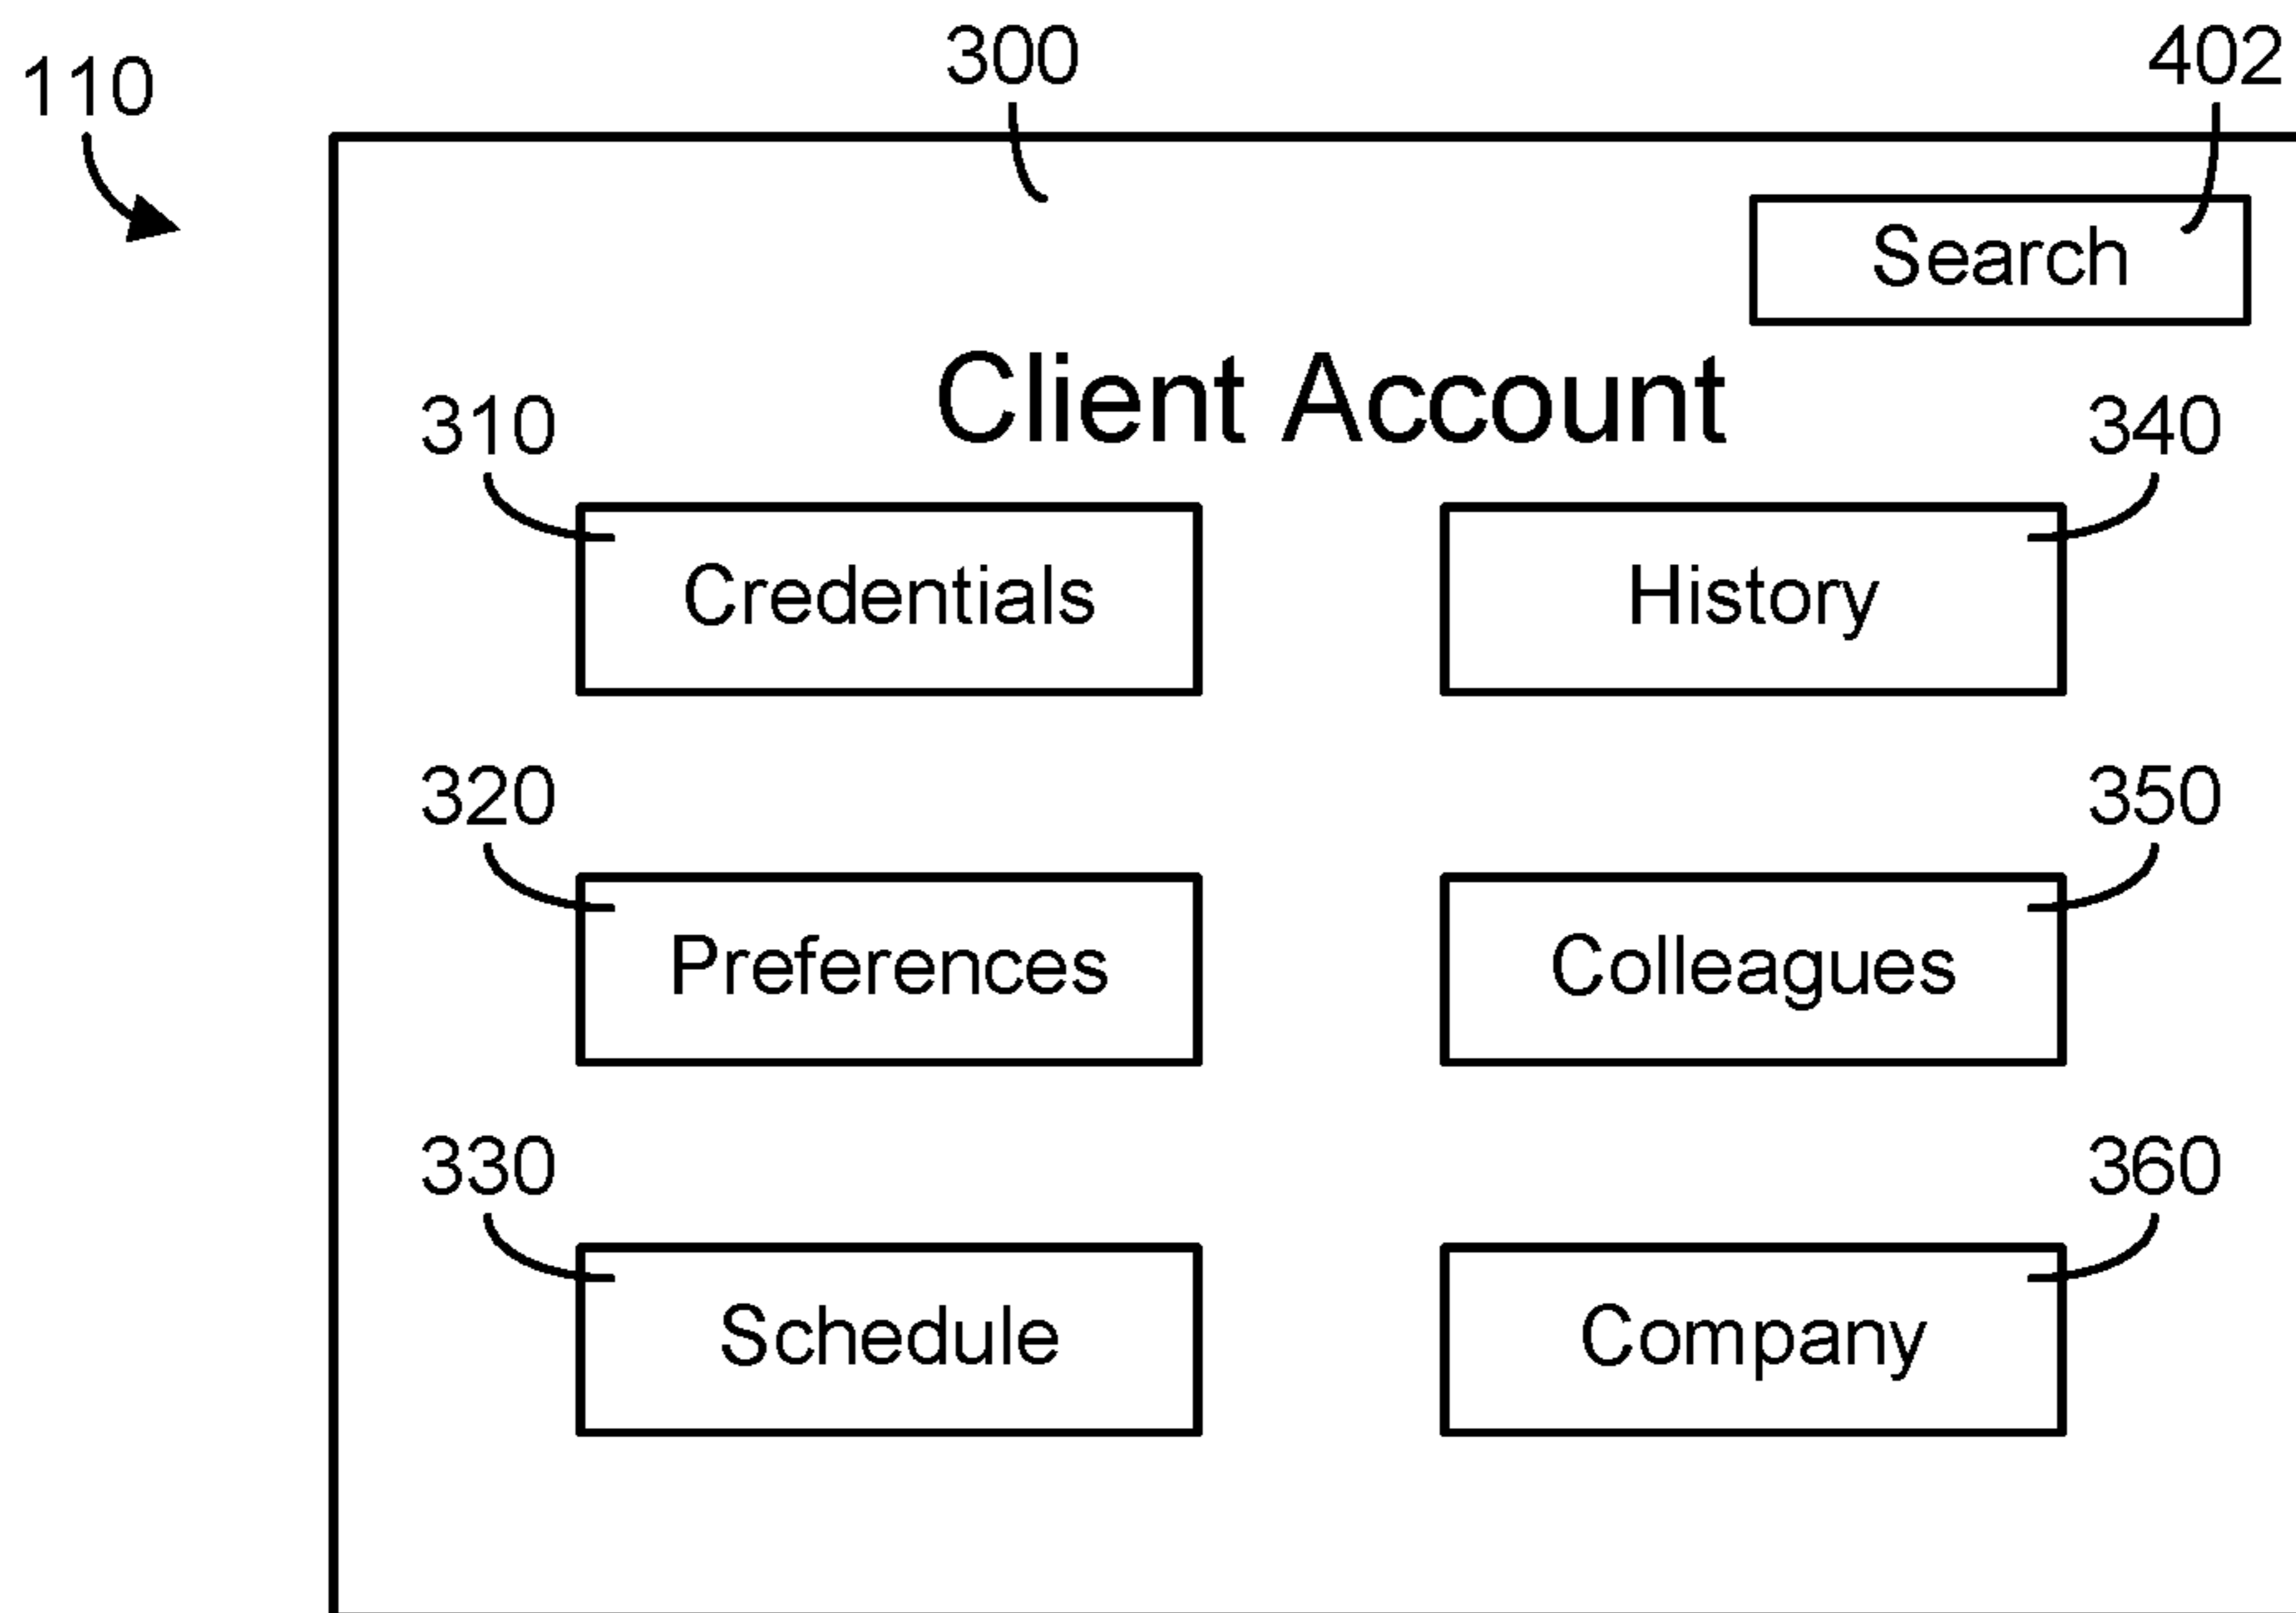 110
300
402
Search
Client Account
310
340
Credentials
History
320
350
Preferences
Colleagues
330
360
Schedule
Company